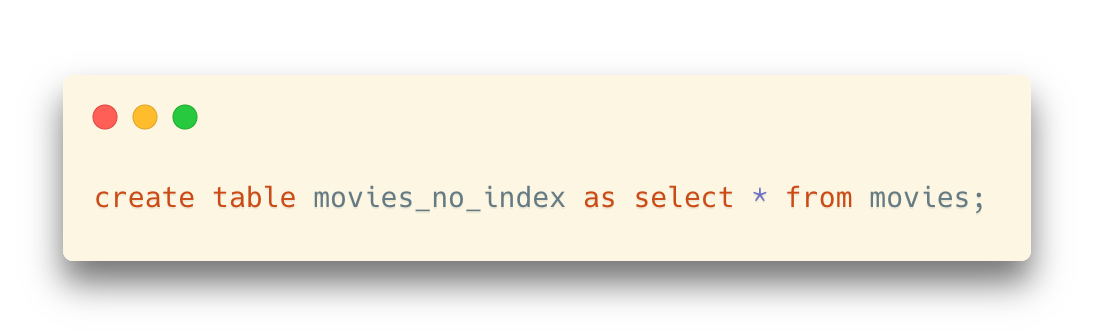 create table movies_no_index as select * from movies;